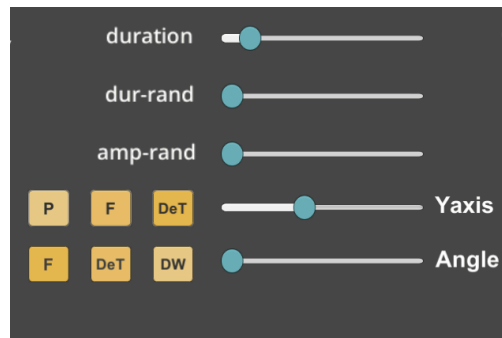 duration
dur-rand
amp-rand
P F DeT Yaxis
F DeT DW Angle